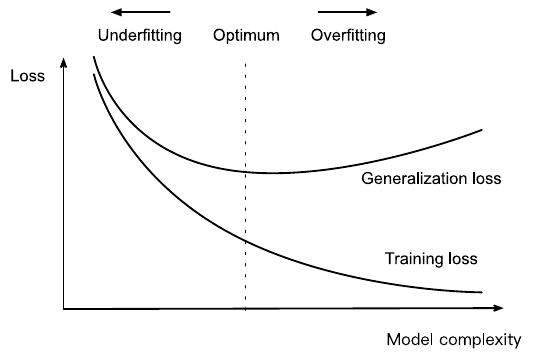 Underfitting Optimum Overfitting
Loss
Generalization loss
Training loss
Model complexity